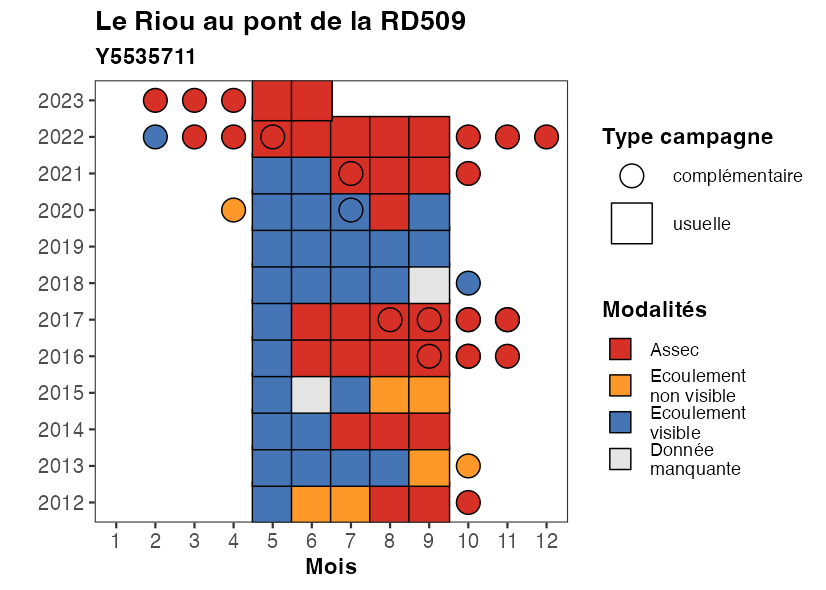 Le Riou au pont de la RD509
Y5535711
2023
2022
2021
2020
2019
2018
2017
2016
2015
2014
2013
2012
1 2 3 4 5 6 7 8 9 10 11 12
Mois
Type campagne
complémentaire
usuelle
Modalités
Assec
Ecoulement
non visible
Ecoulement
visible
Donnée
manquante